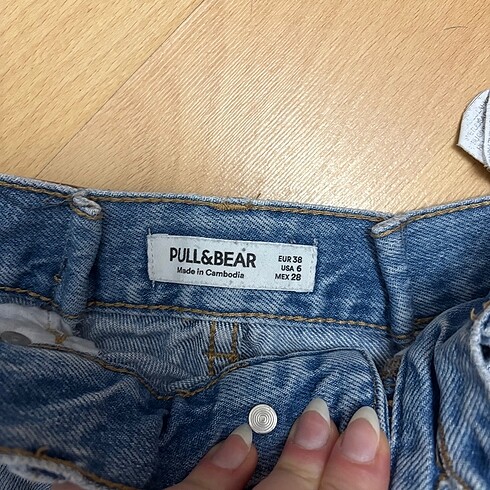 PULL&BEAR
Made in Cambodia
EUR 38
USA 6
MEX 28